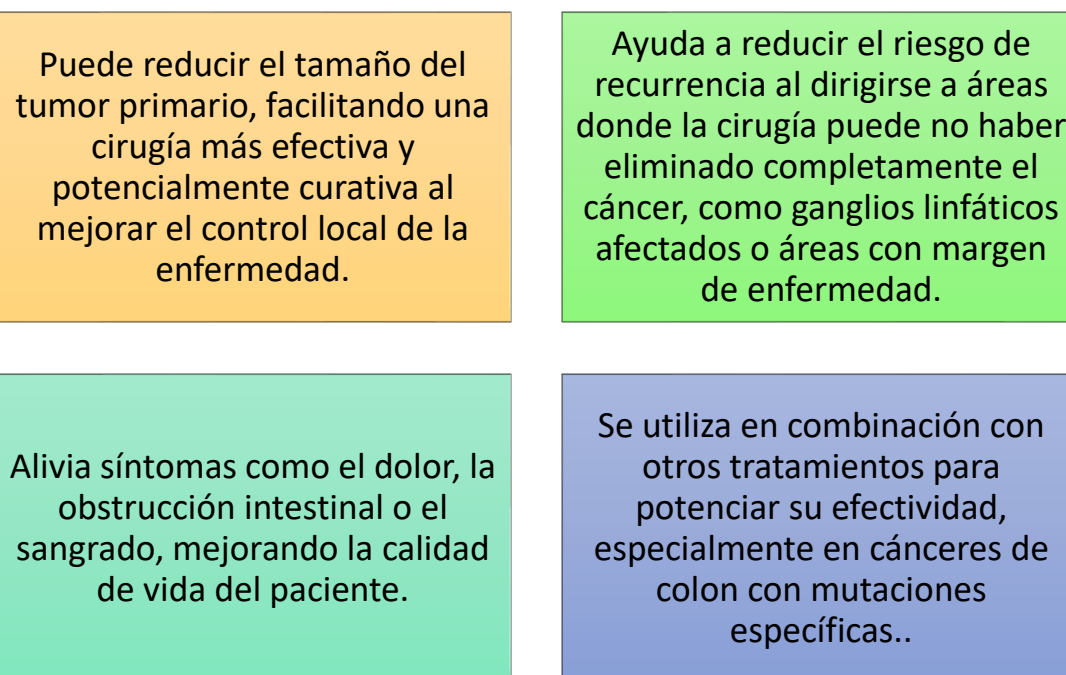 Puede reducir el tamaño del
tumor primario, facilitando una
cirugía más efectiva y
potencialmente curativa al
mejorar el control local de la
enfermedad.
Ayuda a reducir el riesgo de
recurrencia al dirigirse a áreas
donde la cirugía puede no haber
eliminado completamente el
cáncer, como ganglios linfáticos
afectados o áreas con margen
de enfermedad.
Alivia síntomas como el dolor, la
obstrucción intestinal o el
sangrado, mejorando la calidad
de vida del paciente.
Se utiliza en combinación con
otros tratamientos para
potenciar su efectividad,
especialmente en cánceres de
colon con mutaciones
específicas..